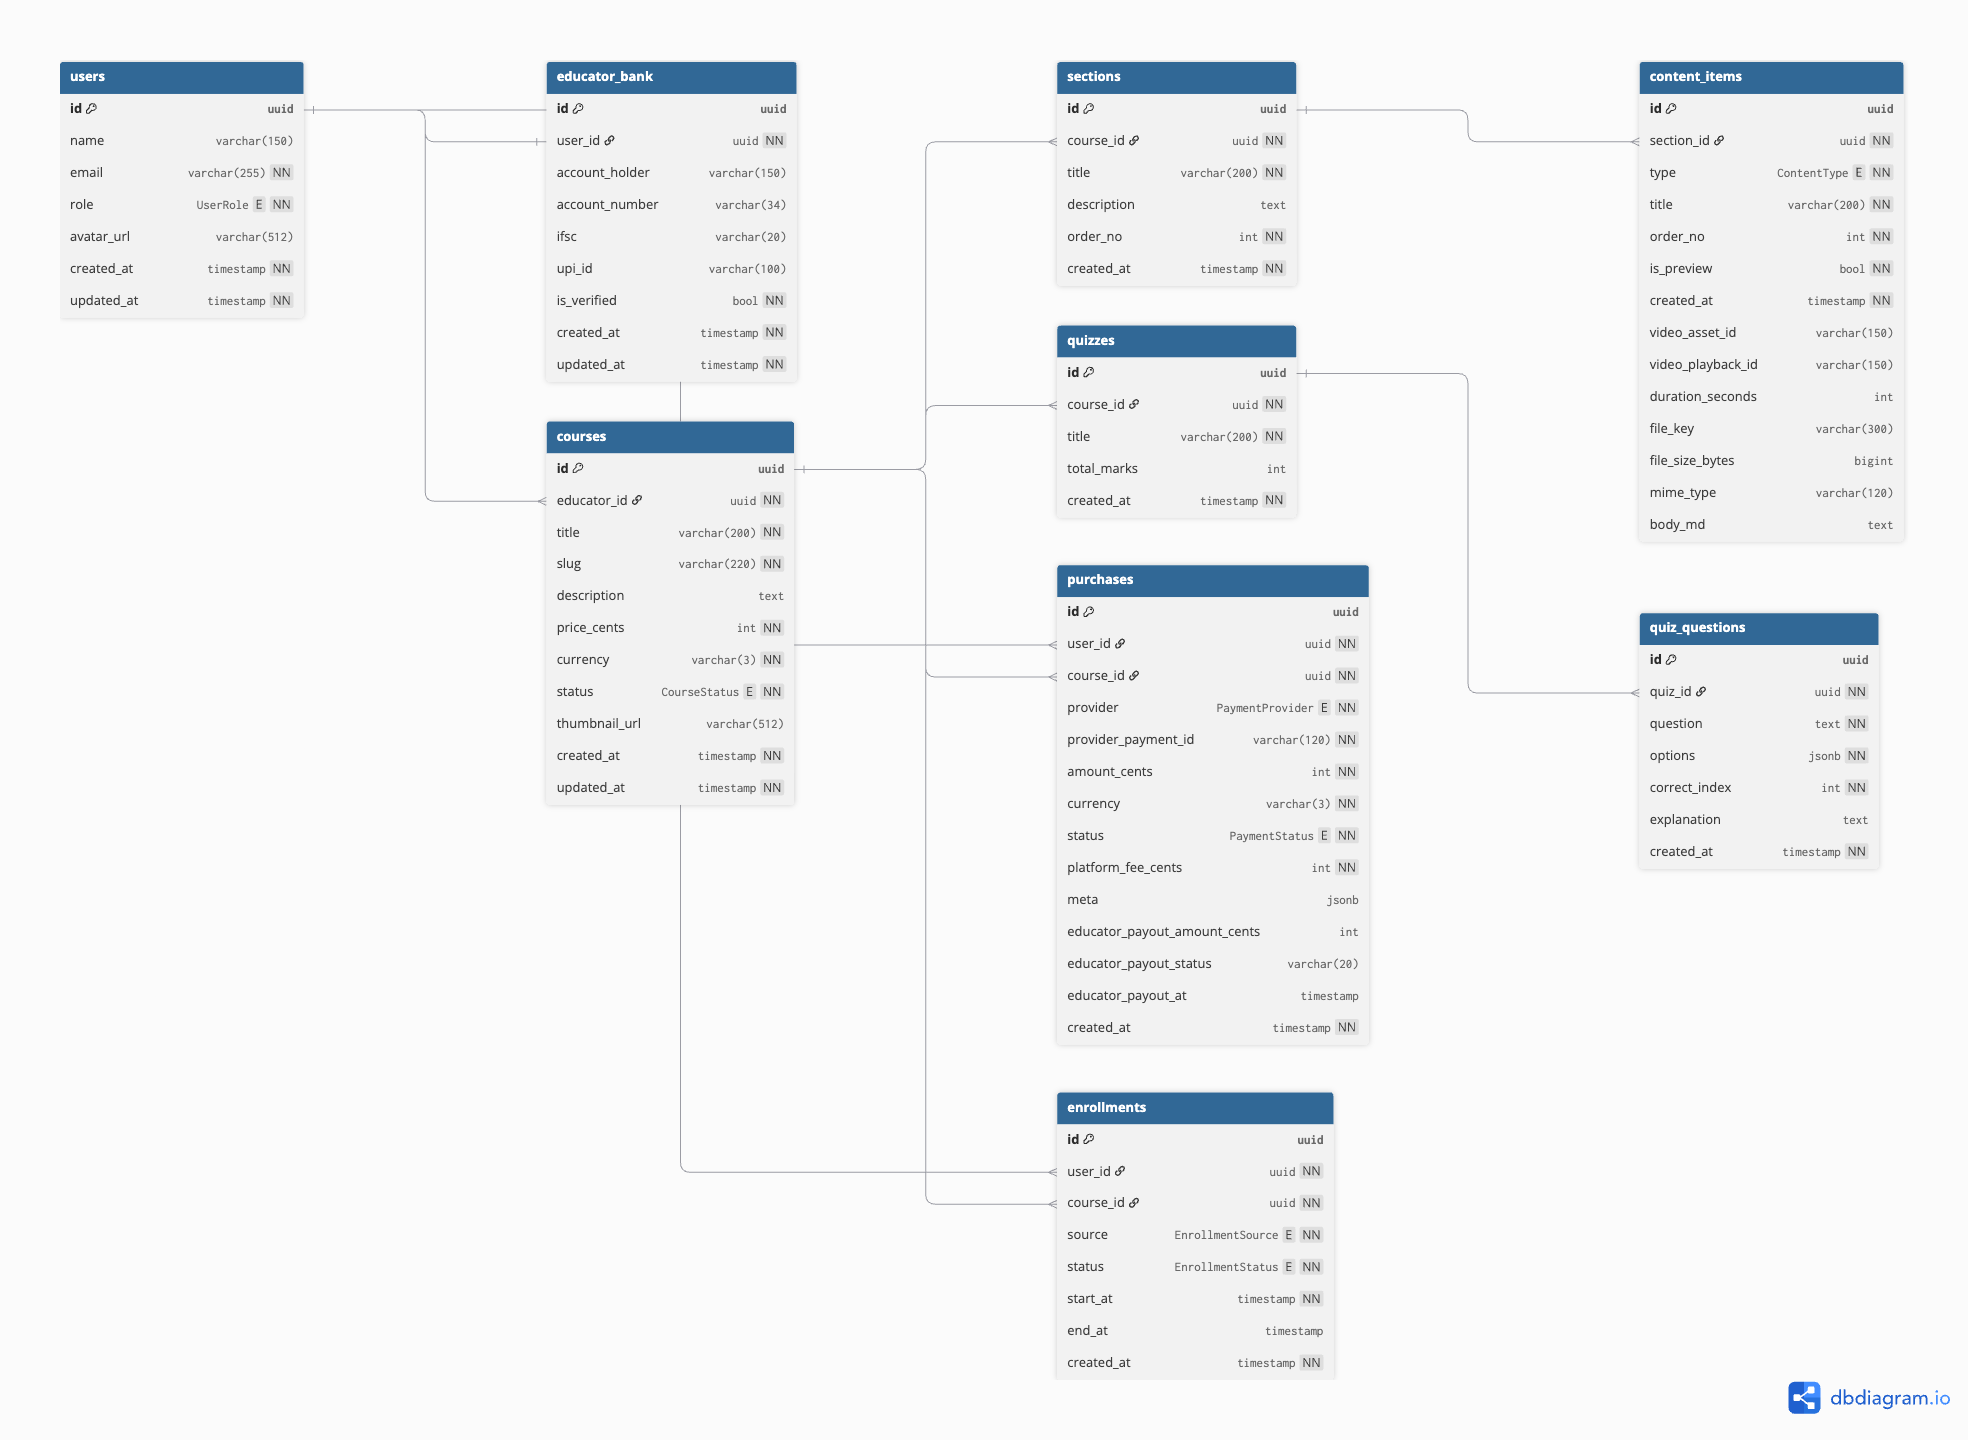 users
id uuid
name varchar(150)
email varchar(255) NN
role UserRole E NN
avatar_url varchar(512)
created_at timestamp NN
updated_at timestamp NN
educator_bank
id uuid
user_id uuid NN
account_holder varchar(150)
account_number varchar(34)
ifsc varchar(20)
upi_id varchar(100)
is_verified bool NN
created_at timestamp NN
updated_at timestamp NN
courses
id uuid
educator_id uuid NN
title varchar(200) NN
slug varchar(220) NN
description text
price_cents int NN
currency varchar(3) NN
status CourseStatus E NN
thumbnail_url varchar(512)
created_at timestamp NN
updated_at timestamp NN
sections
id uuid
course_id uuid NN
title varchar(200) NN
description text
order_no int NN
created_at timestamp NN
quizzes
id uuid
course_id uuid NN
title varchar(200) NN
total_marks int
created_at timestamp NN
purchases
id uuid
user_id uuid NN
course_id uuid NN
provider PaymentProvider E NN
provider_payment_id varchar(120) NN
amount_cents int NN
currency varchar(3) NN
status PaymentStatus E NN
platform_fee_cents int NN
meta jsonb
educator_payout_amount_cents int
educator_payout_status varchar(20)
educator_payout_at timestamp
created_at timestamp NN
enrollments
id uuid
user_id uuid NN
course_id uuid NN
source EnrollmentSource E NN
status EnrollmentStatus E NN
start_at timestamp NN
end_at timestamp
created_at timestamp NN
content_items
id uuid
section_id uuid NN
type ContentType E NN
title varchar(200) NN
order_no int NN
is_preview bool NN
created_at timestamp NN
video_asset_id varchar(150)
video_playback_id varchar(150)
duration_seconds int
file_key varchar(300)
file_size_bytes bigint
mime_type varchar(120)
body_md text
quiz_questions
id uuid
quiz_id uuid NN
question text NN
options jsonb NN
correct_index int NN
explanation text
created_at timestamp NN
dbdiagram.io